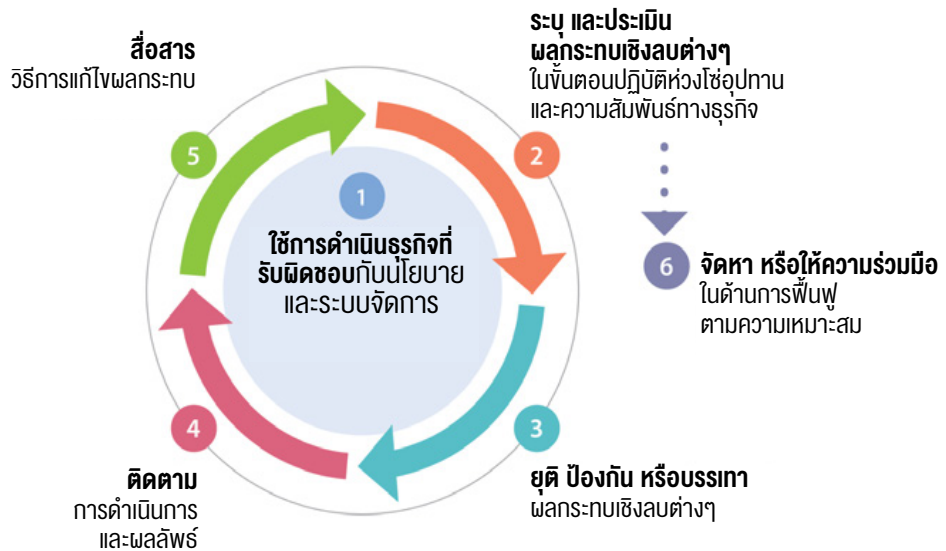 1
ใช้การดำเนินธุรกิจที่
รับผิดชอบกับนโยบาย
และระบบจัดการ
ระบุ และประเมิน
ผลกระทบเชิงลบต่างๆ
ในขั้นตอนปฏิบัติห่วงโซ่อุปทาน
และความสัมพันธ์ทางธุรกิจ
2
3
ยุติ ป้องกัน หรือบรรเทา
ผลกระทบเชิงลบต่างๆ
4
ติดตาม
การดำเนินการ
และผลลัพธ์
สื่อสาร
วิธีการแก้ไขผลกระทบ
5
6
จัดหา หรือให้ความร่วมมือ
ในด้านการฟื้นฟู
ตามความเหมาะสม